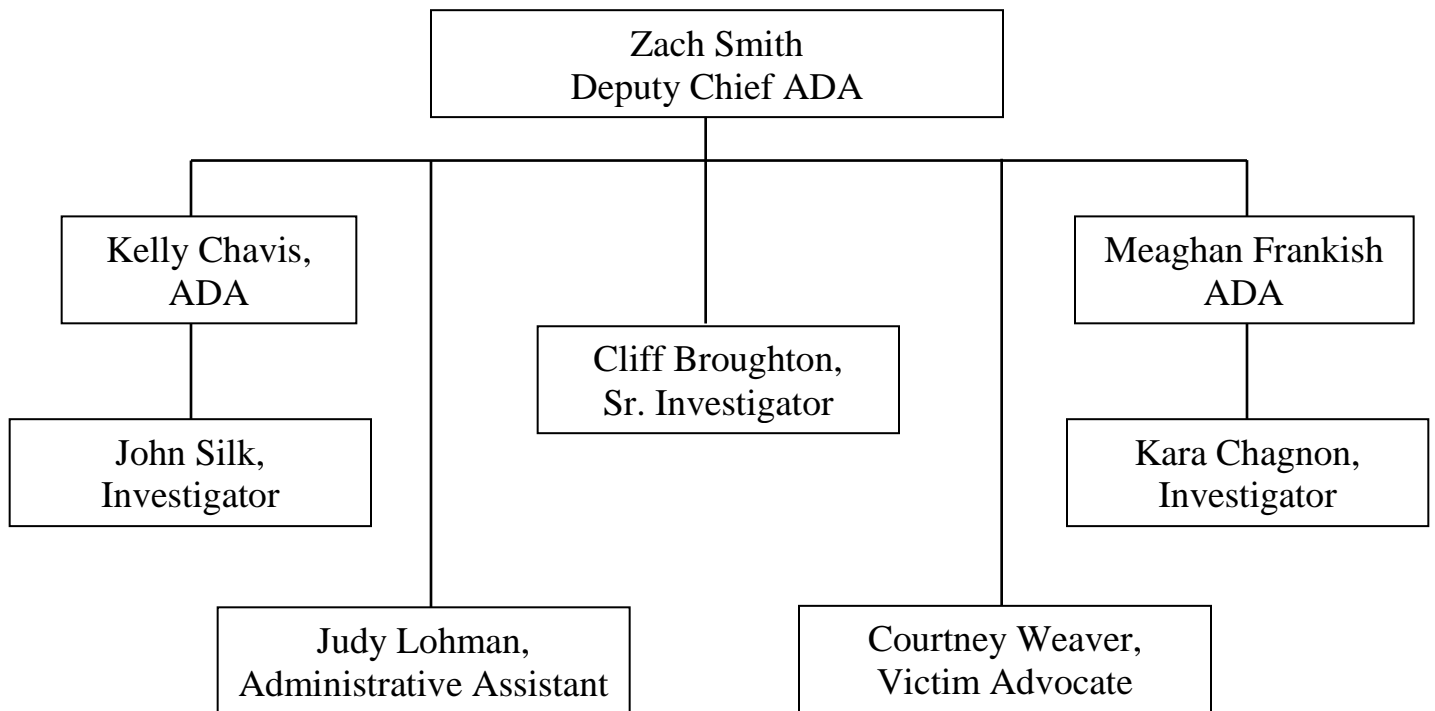 Zach Smith
Deputy Chief ADA
Kelly Chavis,
ADA
Meaghan Frankish
ADA
Cliff Broughton,
Sr. Investigator
John Silk,
Investigator
Kara Chagnon,
Investigator
Judy Lohman,
Administrative Assistant
Courtney Weaver,
Victim Advocate